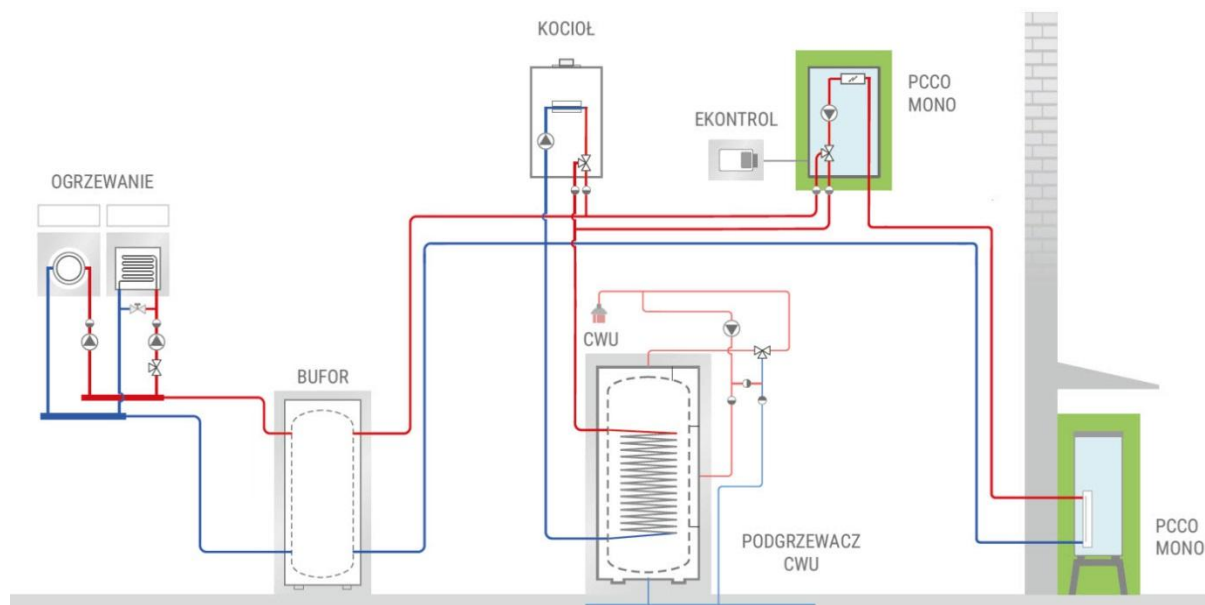 KOCIOŁ
PCCO
MONO
EKONTROL
OGRZEWANIE
CWU
BUFOR
PODGRZEWACZ
CWU
PCCO
MONO